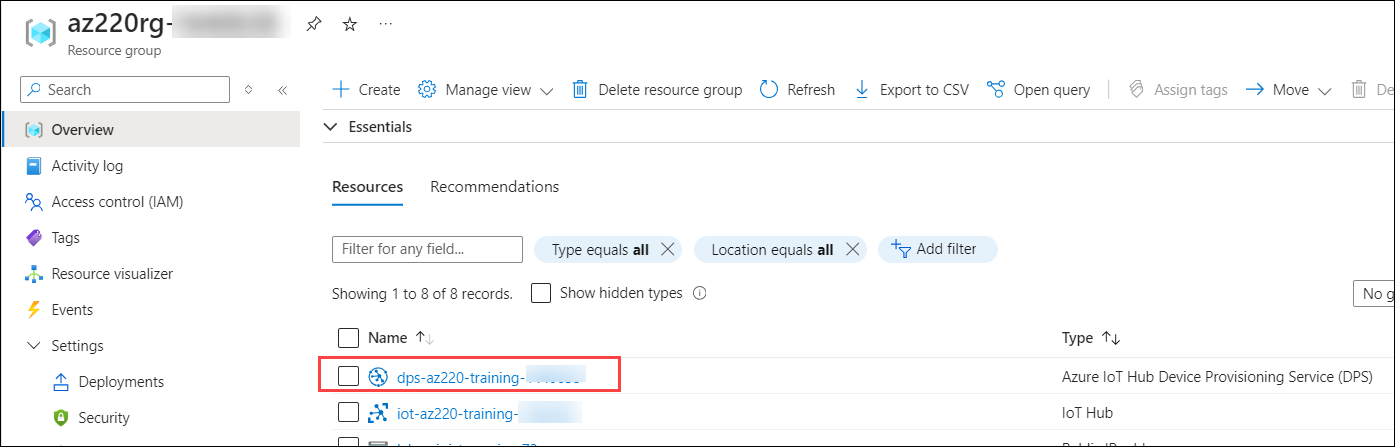 az220rg-
Resource group
Search
Overview
Activity log
Access control (IAM)
Tags
Resource visualizer
Events
Settings
Deployments
Security
Create
Manage view
Delete resource group
Refresh
Export to CSV
Open query
Assign tags
Move
De
Essentials
Resources Recommendations
Filter for any field...
Type equals all
Location equals all
Add filter
Showing 1 to 8 of 8 records.
Show hidden types
No g
Name Type
dps-az220-training- Azure IoT Hub Device Provisioning Service (DPS)
iot-az220-training- IoT Hub